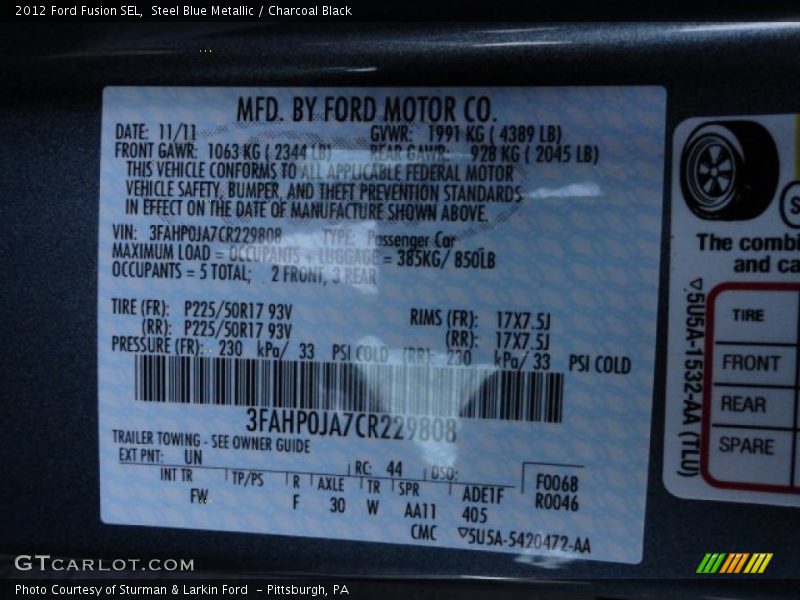 2012 Ford Fusion SEL, Steel Blue Metallic / Charcoal Black
MFD. BY FORD MOTOR CO.
DATE: 11/11 GVWR: 1991 KG ( 4389 LB)
FRONT GAWR: 1063 KG ( 2344 LB) REAR GAWR: 928 KG ( 2045 LB)
THIS VEHICLE CONFORMS TO ALL APPLICABLE FEDERAL MOTOR
VEHICLE SAFETY, BUMPER, AND THEFT PREVENTION STANDARDS
IN EFFECT ON THE DATE OF MANUFACTURE SHOWN ABOVE.
VIN: 3FAHP0JA7CR229808 TYPE: Passenger Car
MAXIMUM LOAD = OCCUPANTS + LUGGAGE = 385KG/ 850LB
OCCUPANTS = 5 TOTAL; 2 FRONT, 3 REAR
TIRE (FR): P225/50R17 93V RIMS (FR): 17X7.5J
(RR): P225/50R17 93V (RR): 17X7.5J
PRESSURE (FR): 230 kPa/ 33 PSI COLD (RR): 230 kPa/ 33 PSI COLD
3FAHP0JA7CR229808
TRAILER TOWING - SEE OWNER GUIDE
EXT PNT: UN RC: 44 DSO: F0068
INT TR TP/PS R AXLE TR SPR ADE1F R0046
FW F 30 W AA11 405
CMC ▽5U5A-5420472-AA
The combi
and ca
TIRE
FRONT
REAR
SPARE
▽5U5A-1532-AA (TLU)
GTCARLOT.COM
Photo Courtesy of Sturman & Larkin Ford - Pittsburgh, PA